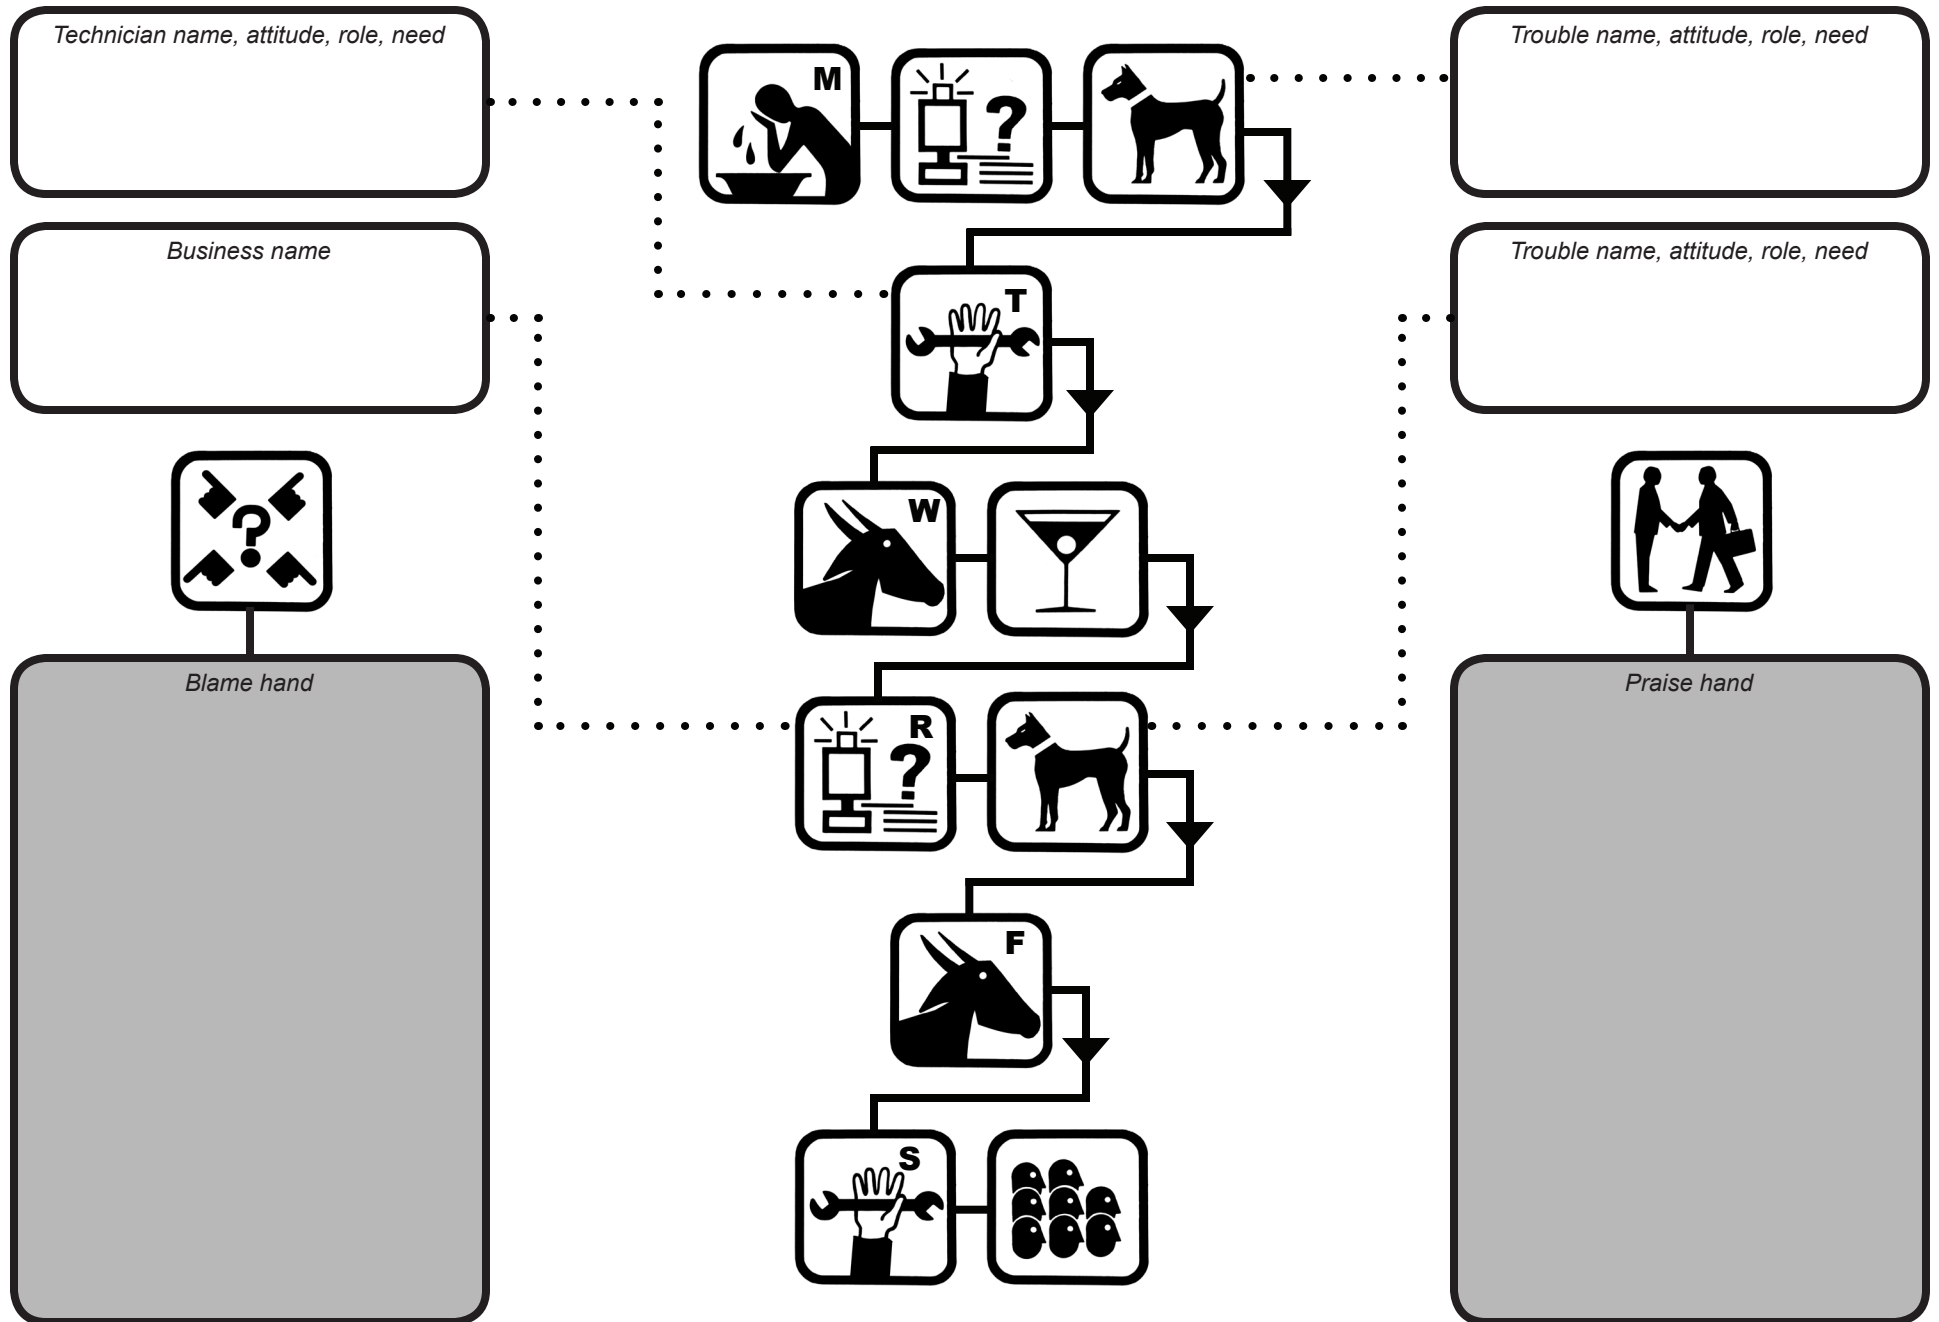 Technician name, attitude, role, need
Trouble name, attitude, role, need
M
?
Business name
Trouble name, attitude, role, need
T
?
W
Blame hand
Praise hand
R
?
F
S